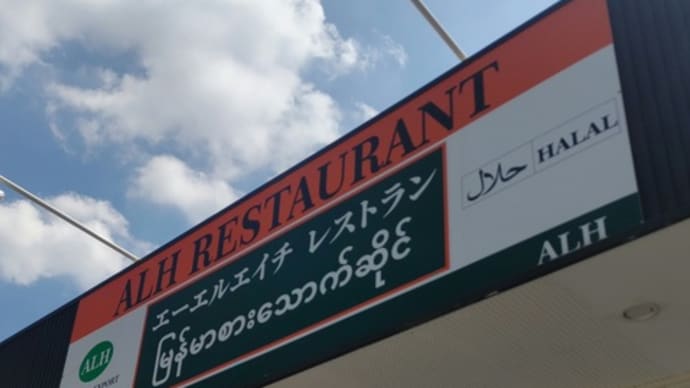 ALH RESTAURANT
エーエルエイチ レストラン
မြန်မာစားသောက်ဆိုင်
حلال HALAL
ALH
ALH